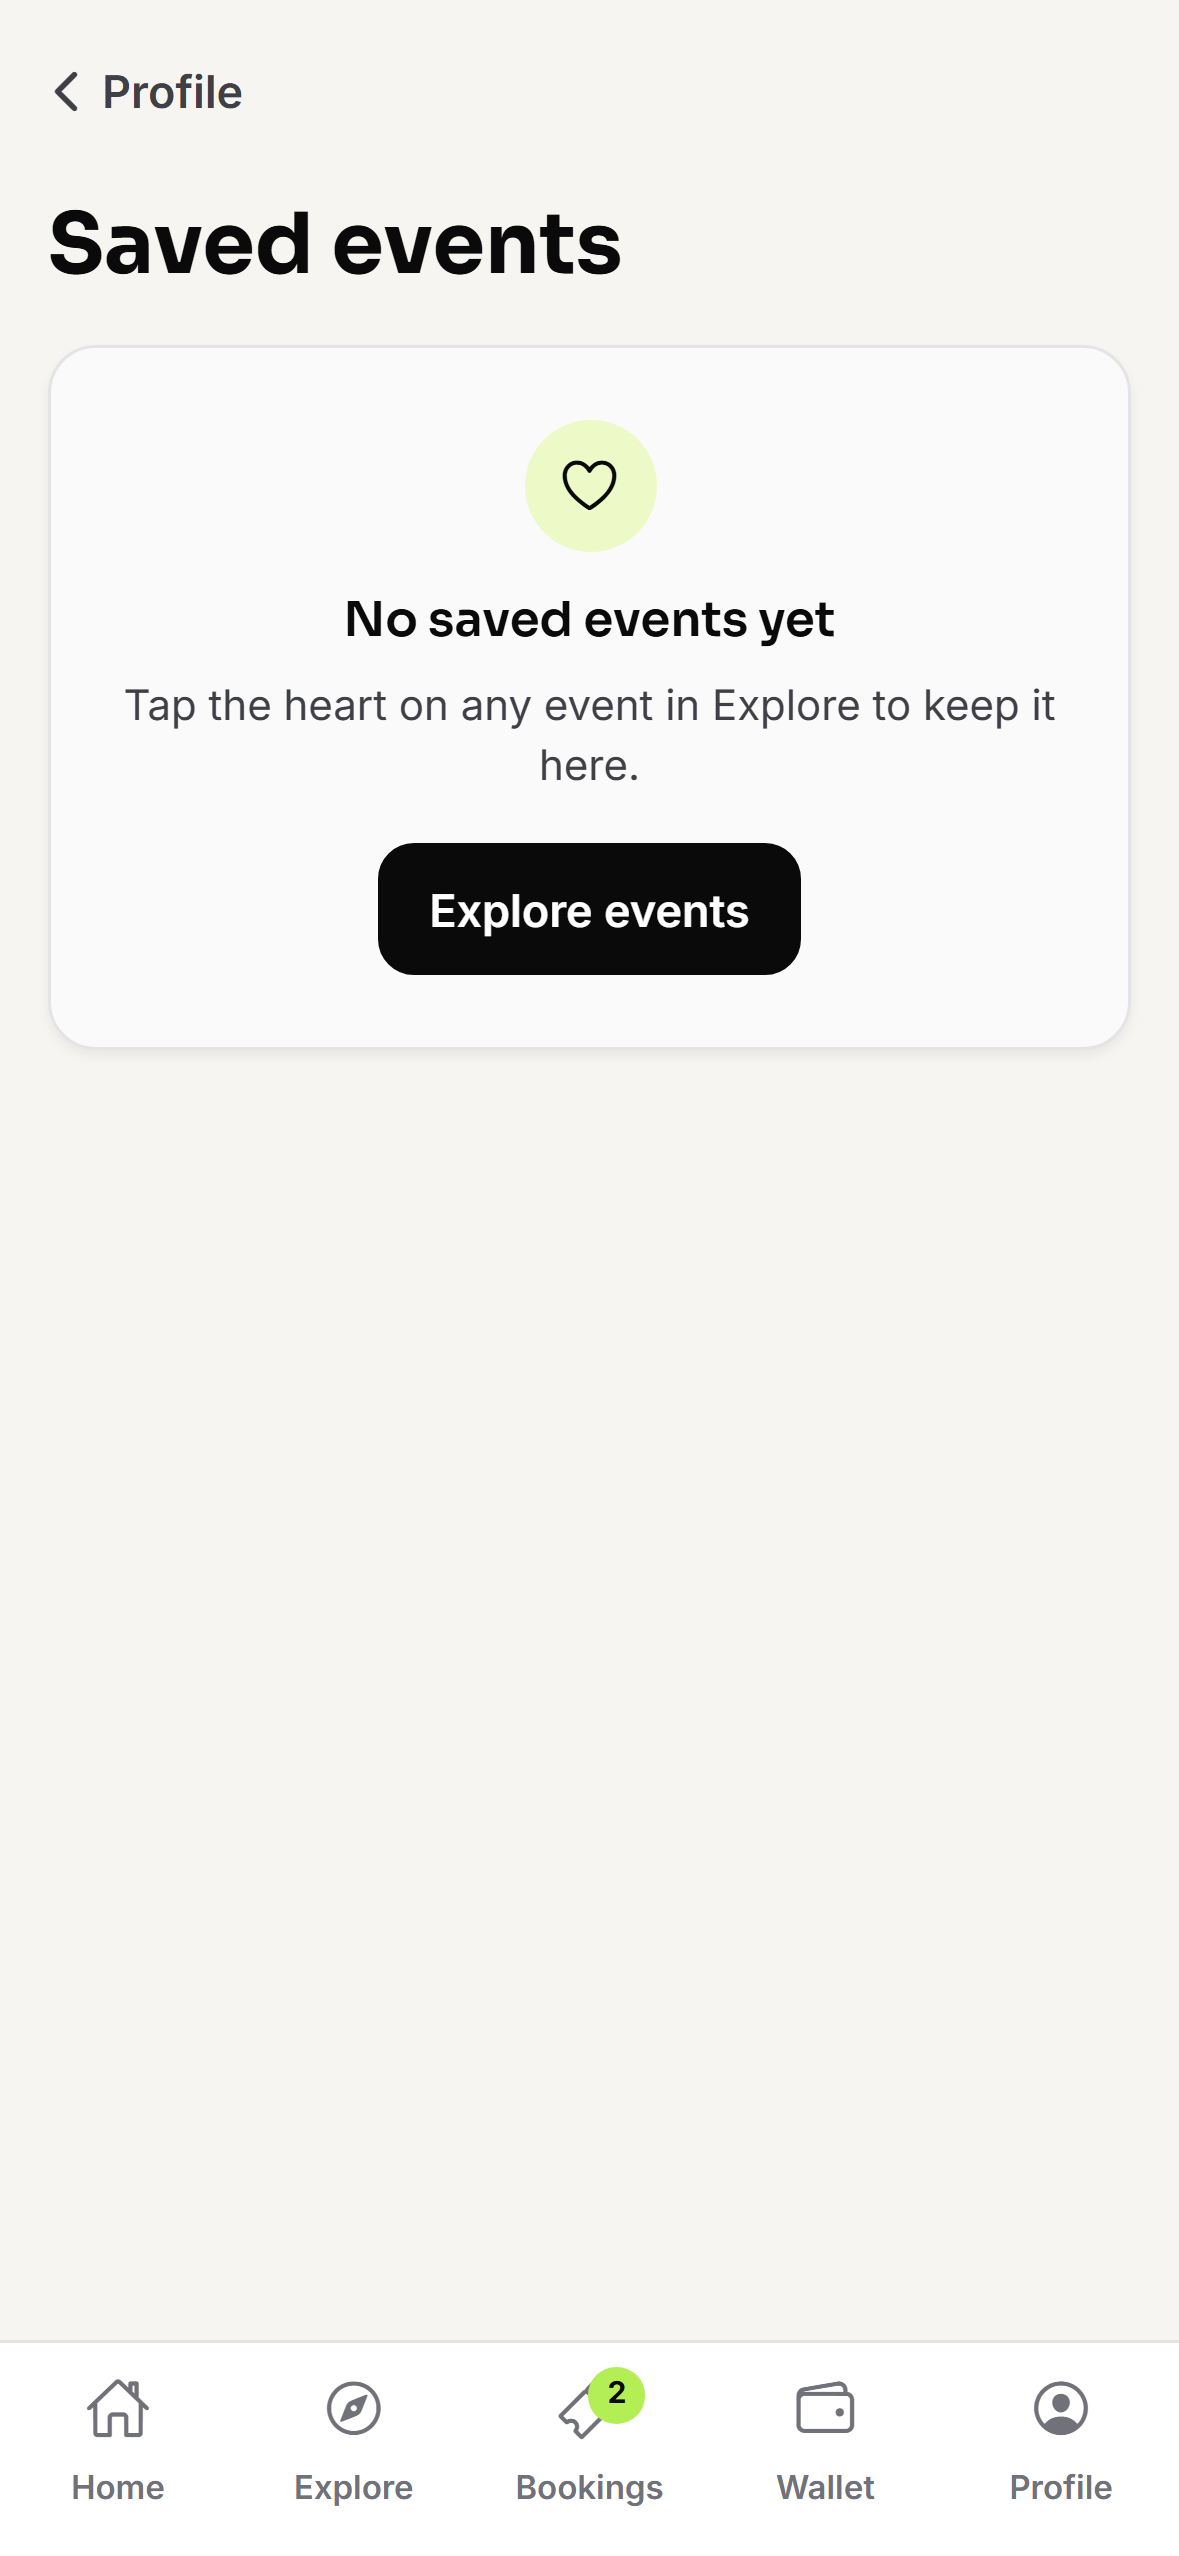 Profile
Saved events
No saved events yet
Tap the heart on any event in Explore to keep it
here.
Explore events
2
Home
Explore
Bookings
Wallet
Profile